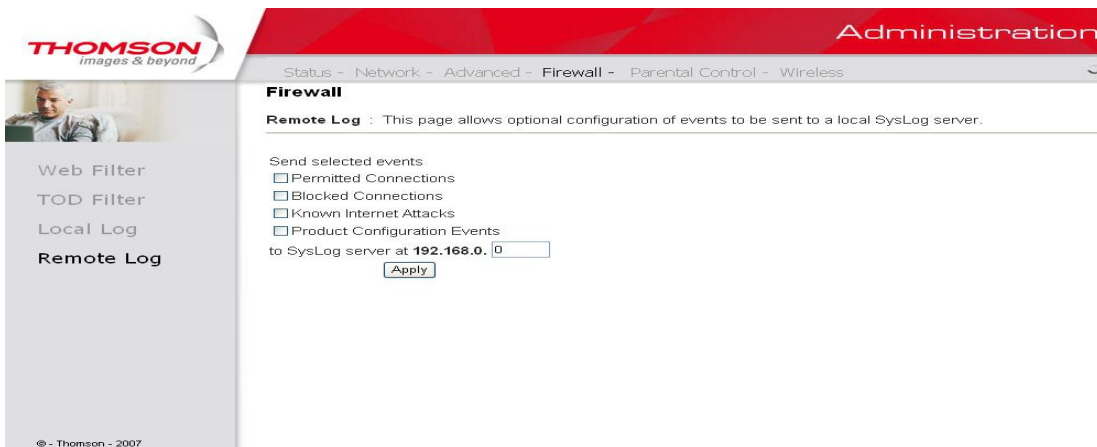 THOMSON
images & beyond
Administration
Status - Network - Advanced - Firewall - Parental Control - Wireless
Firewall
Remote Log : This page allows optional configuration of events to be sent to a local SysLog server.
Web Filter
TOD Filter
Local Log
Remote Log
Send selected events
Permitted Connections
Blocked Connections
Known Internet Attacks
Product Configuration Events
to SysLog server at 192.168.0. 0
Apply
© - Thomson - 2007